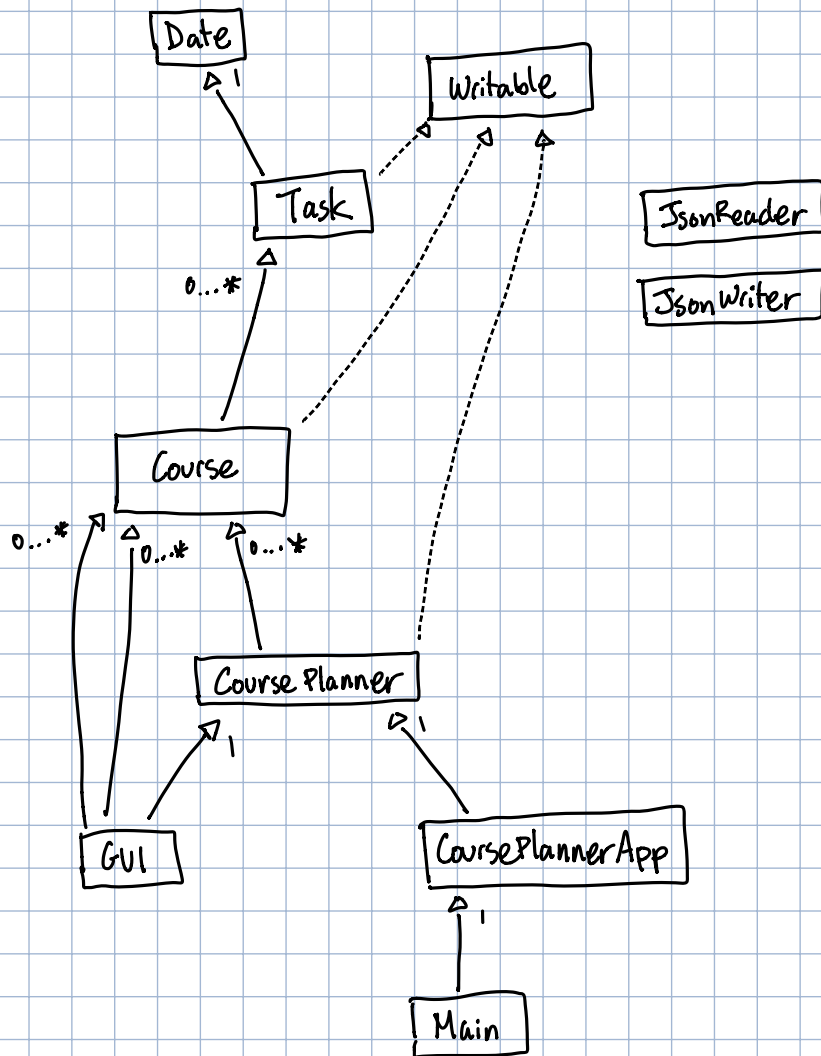 Date
1
Writable
Task
JsonReader
0...*
JsonWriter
Course
0...*
0...*
0...*
CoursePlanner
1
1
GUI
CoursePlannerApp
1
Main